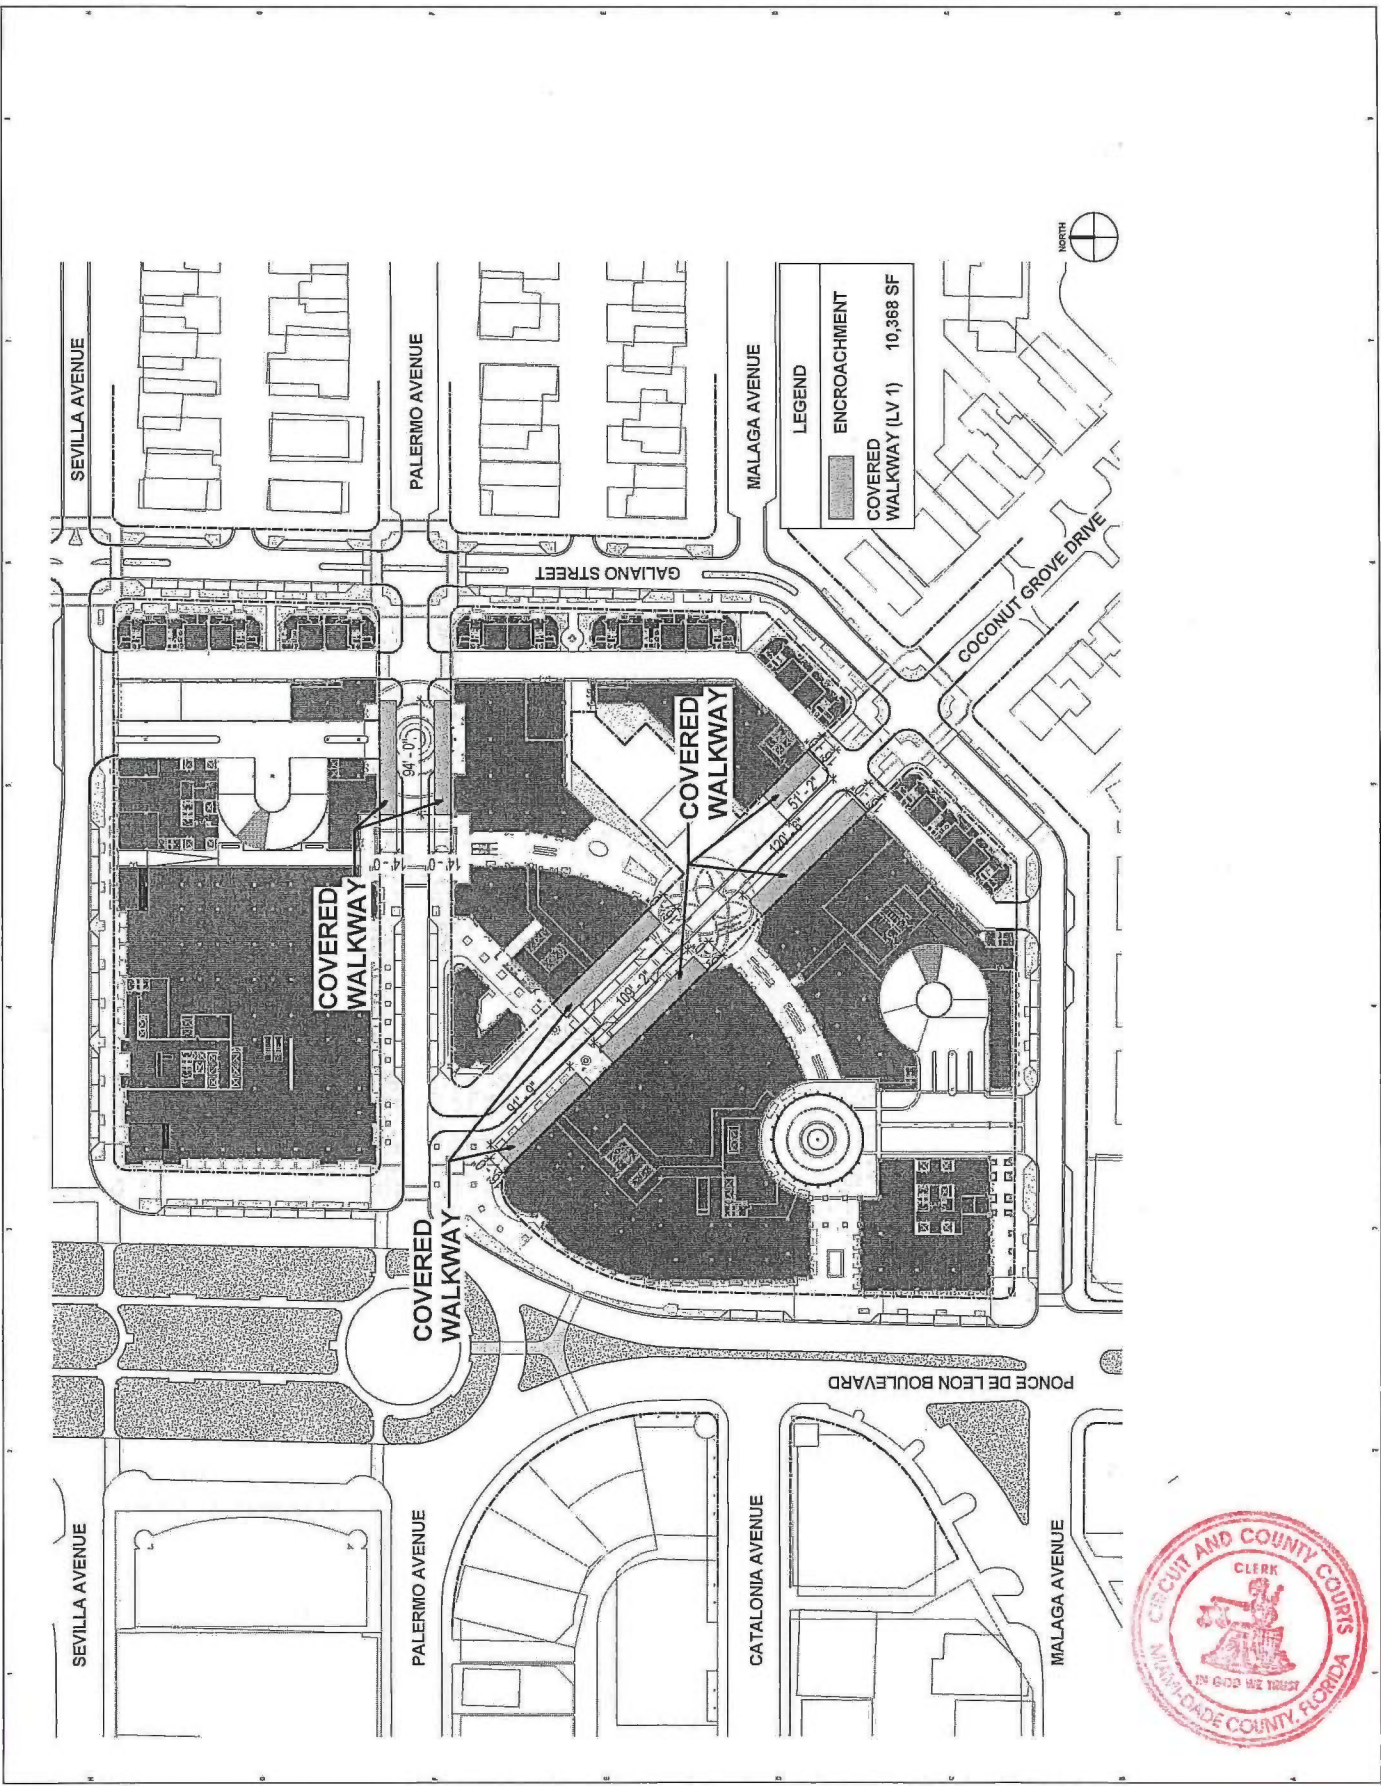 SEVILLA AVENUE
SEVILLA AVENUE
PALERMO AVENUE
PALERMO AVENUE
CATALONIA AVENUE
MALAGA AVENUE
MALAGA AVENUE
PONCE DE LEON BOULEVARD
GALIANO STREET
COCONUT GROVE DRIVE
COVERED
WALKWAY
COVERED
WALKWAY
COVERED
WALKWAY
94' - 0"
14' - 0"
14' - 0"
91' - 9"
109' - 2"
120' - 6"
51' - 2"
LEGEND
ENCROACHMENT
COVERED
WALKWAY (LV 1) 10,368 SF
NORTH
CIRCUIT AND COUNTY COURTS
CLERK
IN GOD WE TRUST
MIAMI-DADE COUNTY, FLORIDA